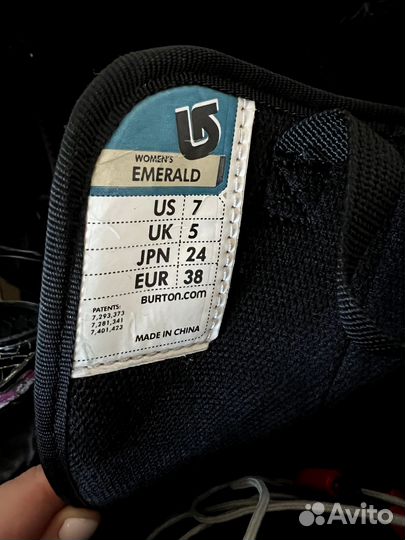 WOMEN'S
EMERALD
US 7
UK 5
JPN 24
EUR 38
BURTON.COM
PATENTS:
7,293,373
7,281,341
7,401,423
MADE IN CHINA
Avito